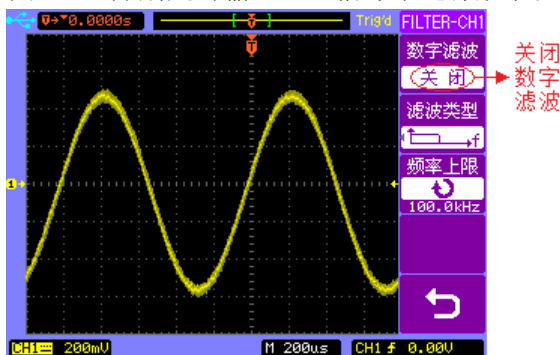 0.0000s
Trig'd
FILTER-CH1
T
数字滤波
关 闭
关闭
数字
滤波
滤波类型
f
频率上限
100.0kHz
1
CH1 200mV
M 200us
CH1 0.00V